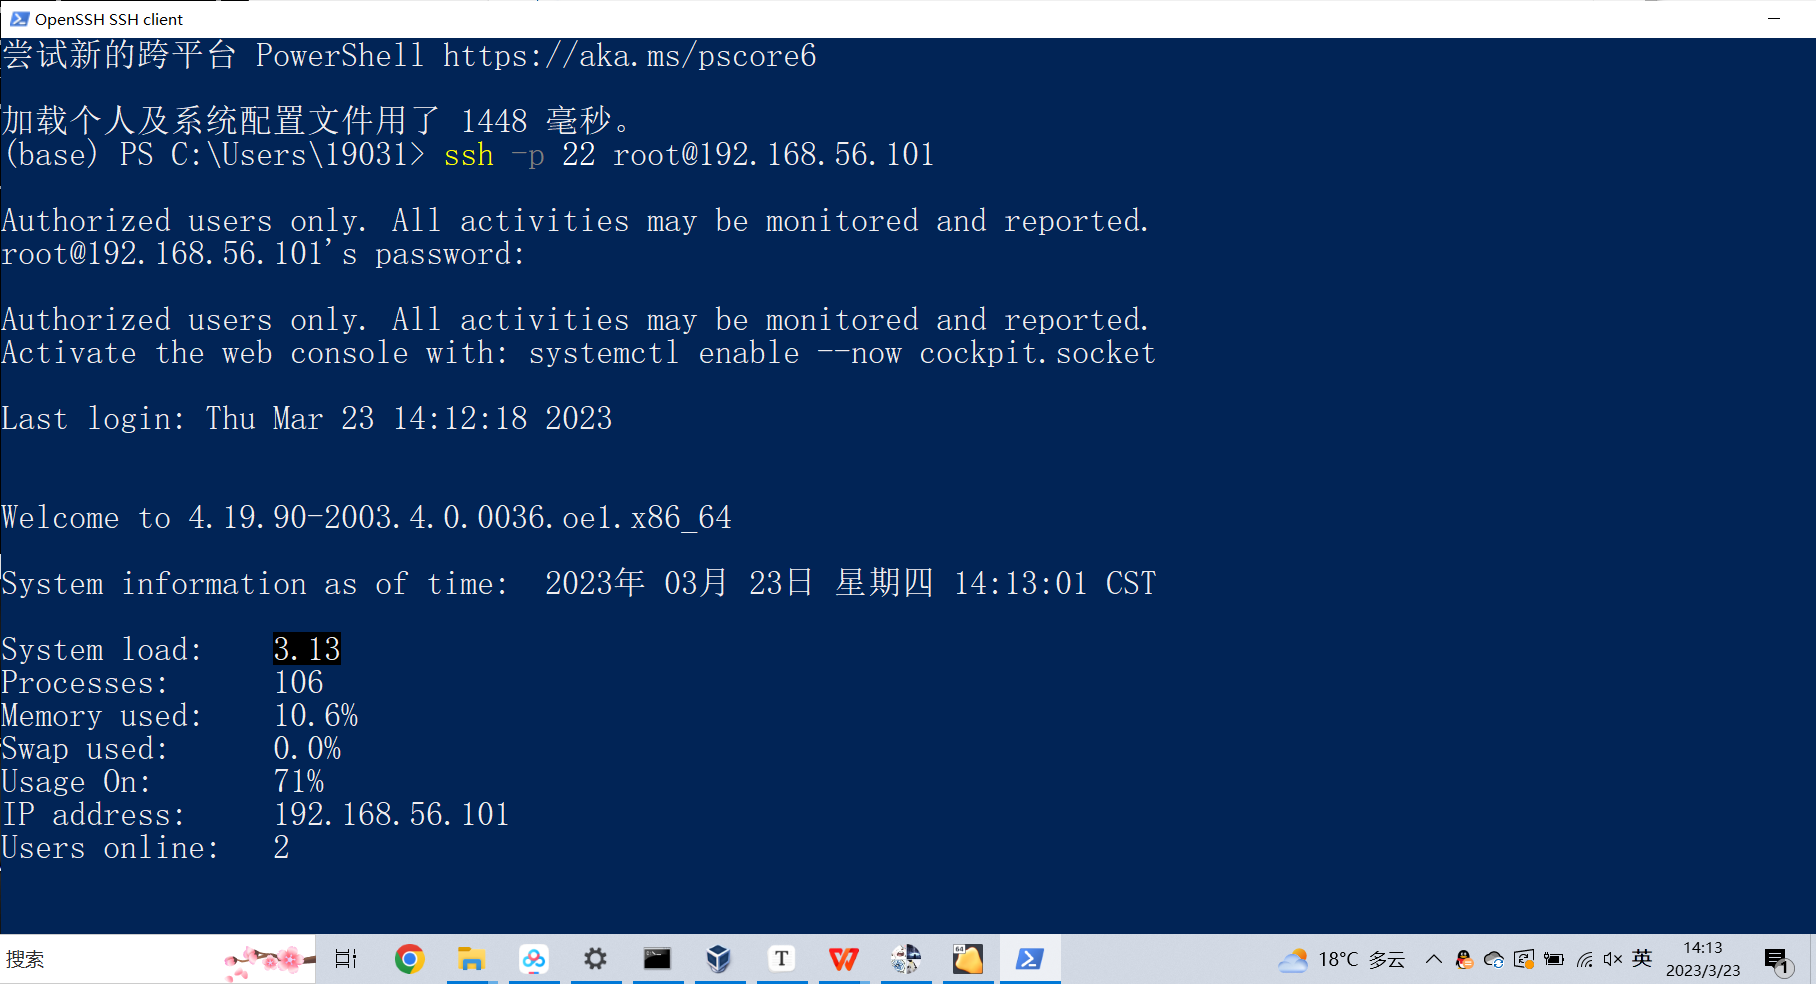 OpenSSH SSH client
尝试新的跨平台 PowerShell https://aka.ms/pscore6
加载个人及系统配置文件用了 1448 毫秒。
(base) PS C:\Users\19031> ssh -p 22 root@192.168.56.101
Authorized users only. All activities may be monitored and reported.
root@192.168.56.101's password:
Authorized users only. All activities may be monitored and reported.
Activate the web console with: systemctl enable --now cockpit.socket
Last login: Thu Mar 23 14:12:18 2023
Welcome to 4.19.90-2003.4.0.0036.oe1.x86_64
System information as of time:  2023年 03月 23日 星期四 14:13:01 CST
System load:    3.13
Processes:      106
Memory used:    10.6%
Swap used:      0.0%
Usage On:       71%
IP address:     192.168.56.101
Users online:   2
搜索 T W 64 18°C 多云 英 14:13
2023/3/23 1